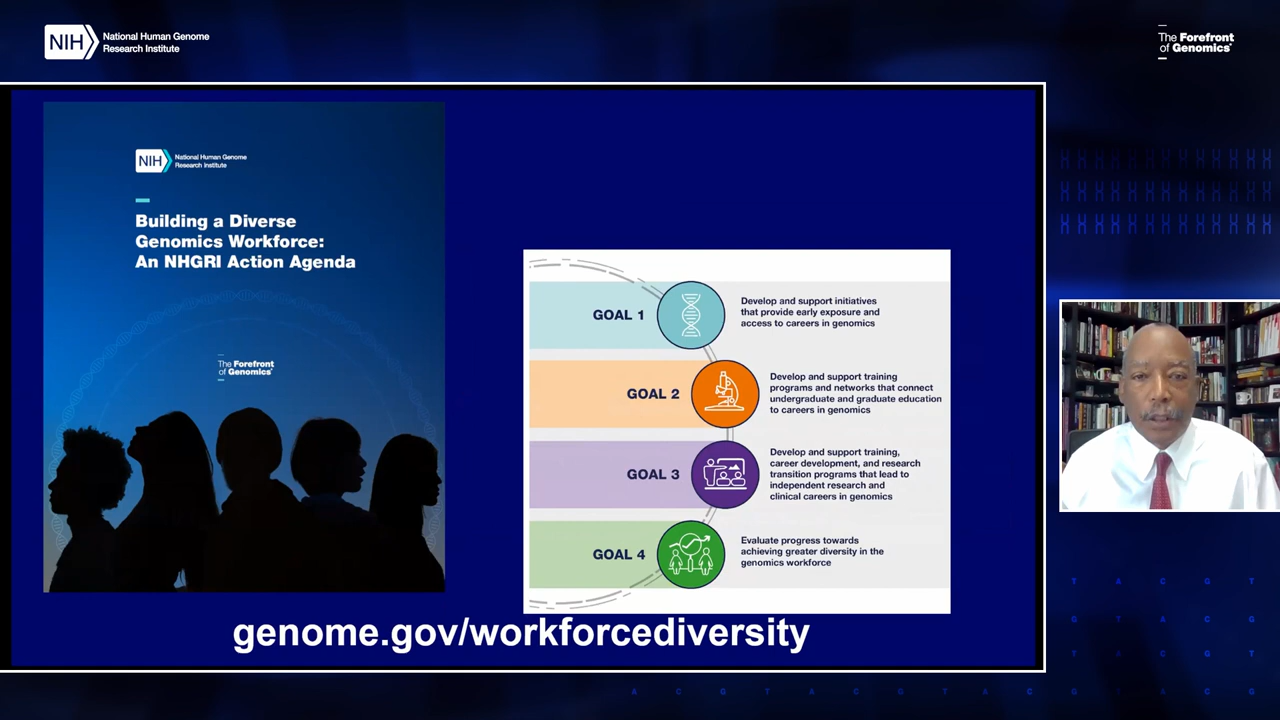 NIH
National Human Genome
Research Institute
The Forefront
of Genomics®
NIH
National Human Genome
Research Institute
Building a Diverse
Genomics Workforce:
An NHGRI Action Agenda
The Forefront
of Genomics®
GOAL 1
Develop and support initiatives
that provide early exposure and
access to careers in genomics
GOAL 2
Develop and support training
programs and networks that connect
undergraduate and graduate education
to careers in genomics
GOAL 3
Develop and support training,
career development, and research
transition programs that lead to
independent research and
clinical careers in genomics
GOAL 4
Evaluate progress towards
achieving greater diversity in the
genomics workforce
genome.gov/workforcediversity
T A C G T
G T A C G
T A C G T
A C G T A C G T A C G T A C G